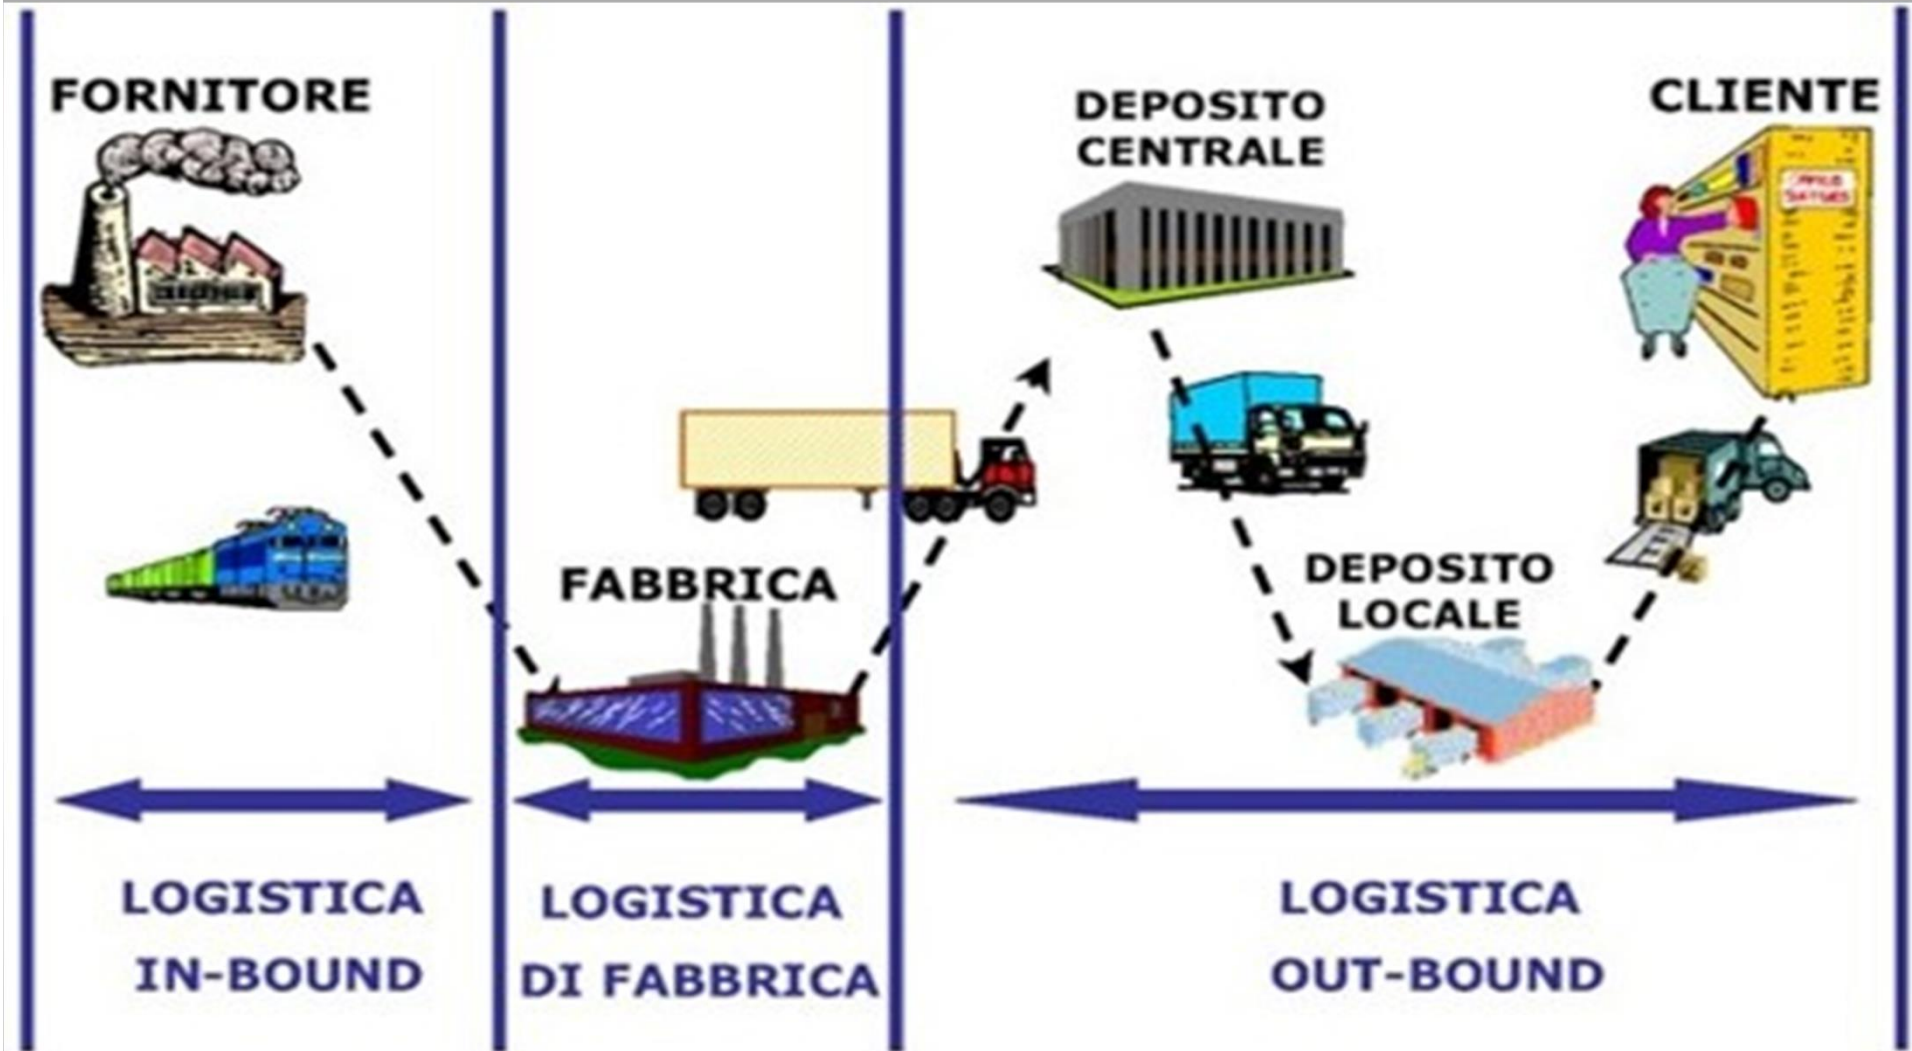 FORNITORE
DEPOSITO
CENTRALE
CLIENTE
FABBRICA
DEPOSITO
LOCALE
LOGISTICA
IN-BOUND
LOGISTICA
DI FABBRICA
LOGISTICA
OUT-BOUND